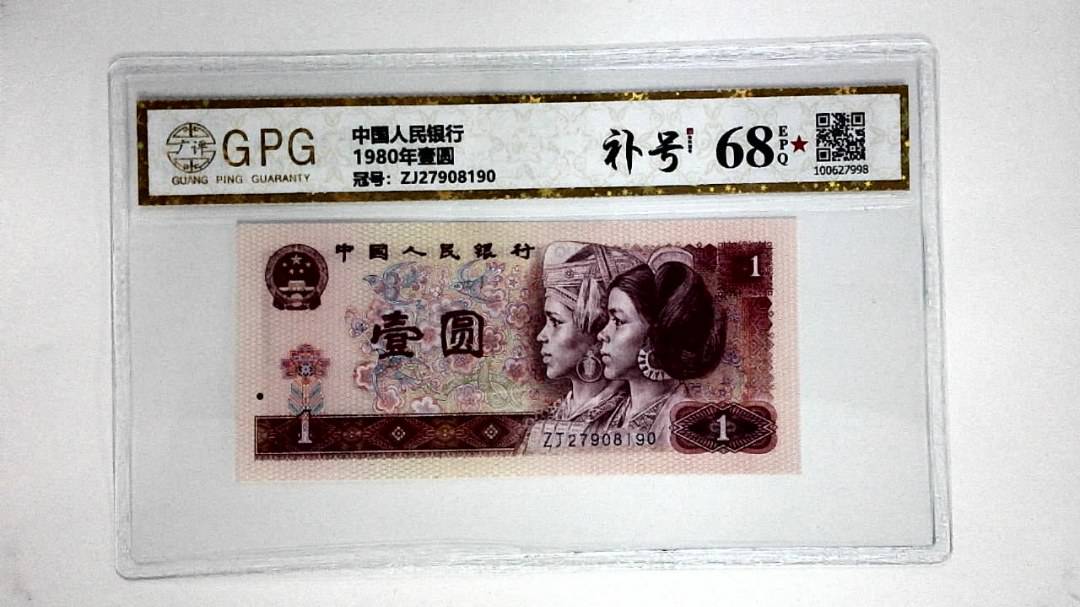 GPG
GUANG PING GUARANTY
中国人民银行
1980年壹圆
冠号：ZJ27908190
补号
68 EPQ
100627998
中国人民银行
壹圆
1
1
ZJ27908190
1